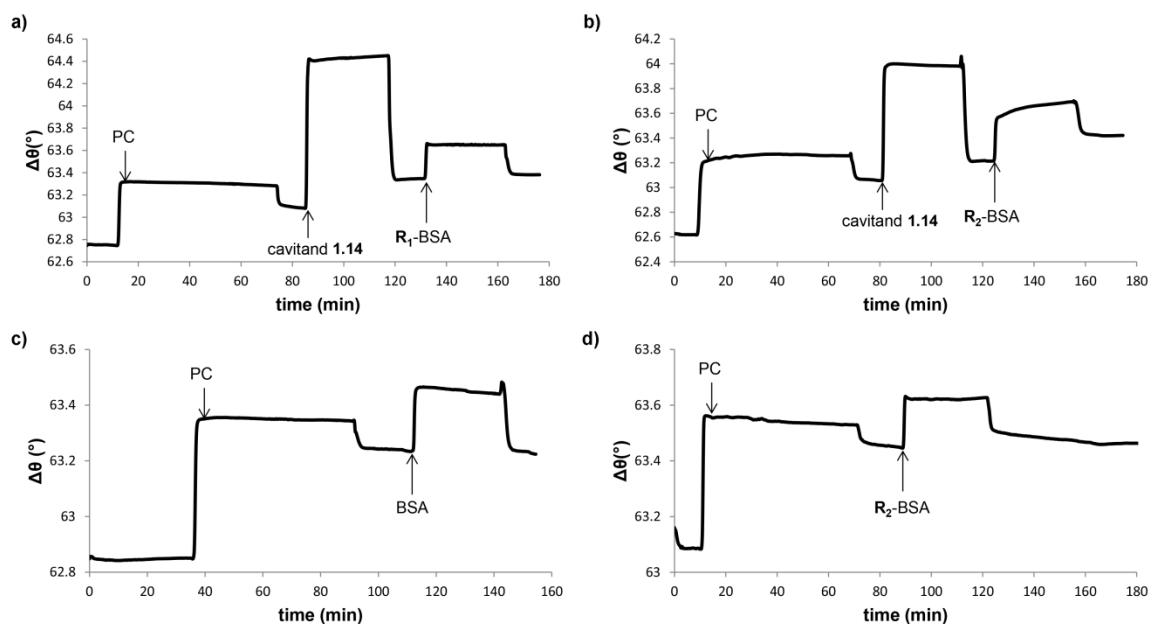 a)
Δθ(°)
64.6
64.4
64.2
64
63.8
63.6
63.4
63.2
63
62.8
62.6
PC
cavitand 1.14
R1-BSA
0 20 40 60 80 100 120 140 160 180
time (min)
b)
Δθ (°)
64.2
64
63.8
63.6
63.4
63.2
63
62.8
62.6
62.4
PC
cavitand 1.14
R2-BSA
0 20 40 60 80 100 120 140 160 180
time (min)
c)
Δθ (°)
63.6
63.4
63.2
63
62.8
PC
BSA
0 20 40 60 80 100 120 140 160
time (min)
d)
Δθ(°)
63.8
63.6
63.4
63.2
63
PC
R2-BSA
0 20 40 60 80 100 120 140 160 180
time (min)